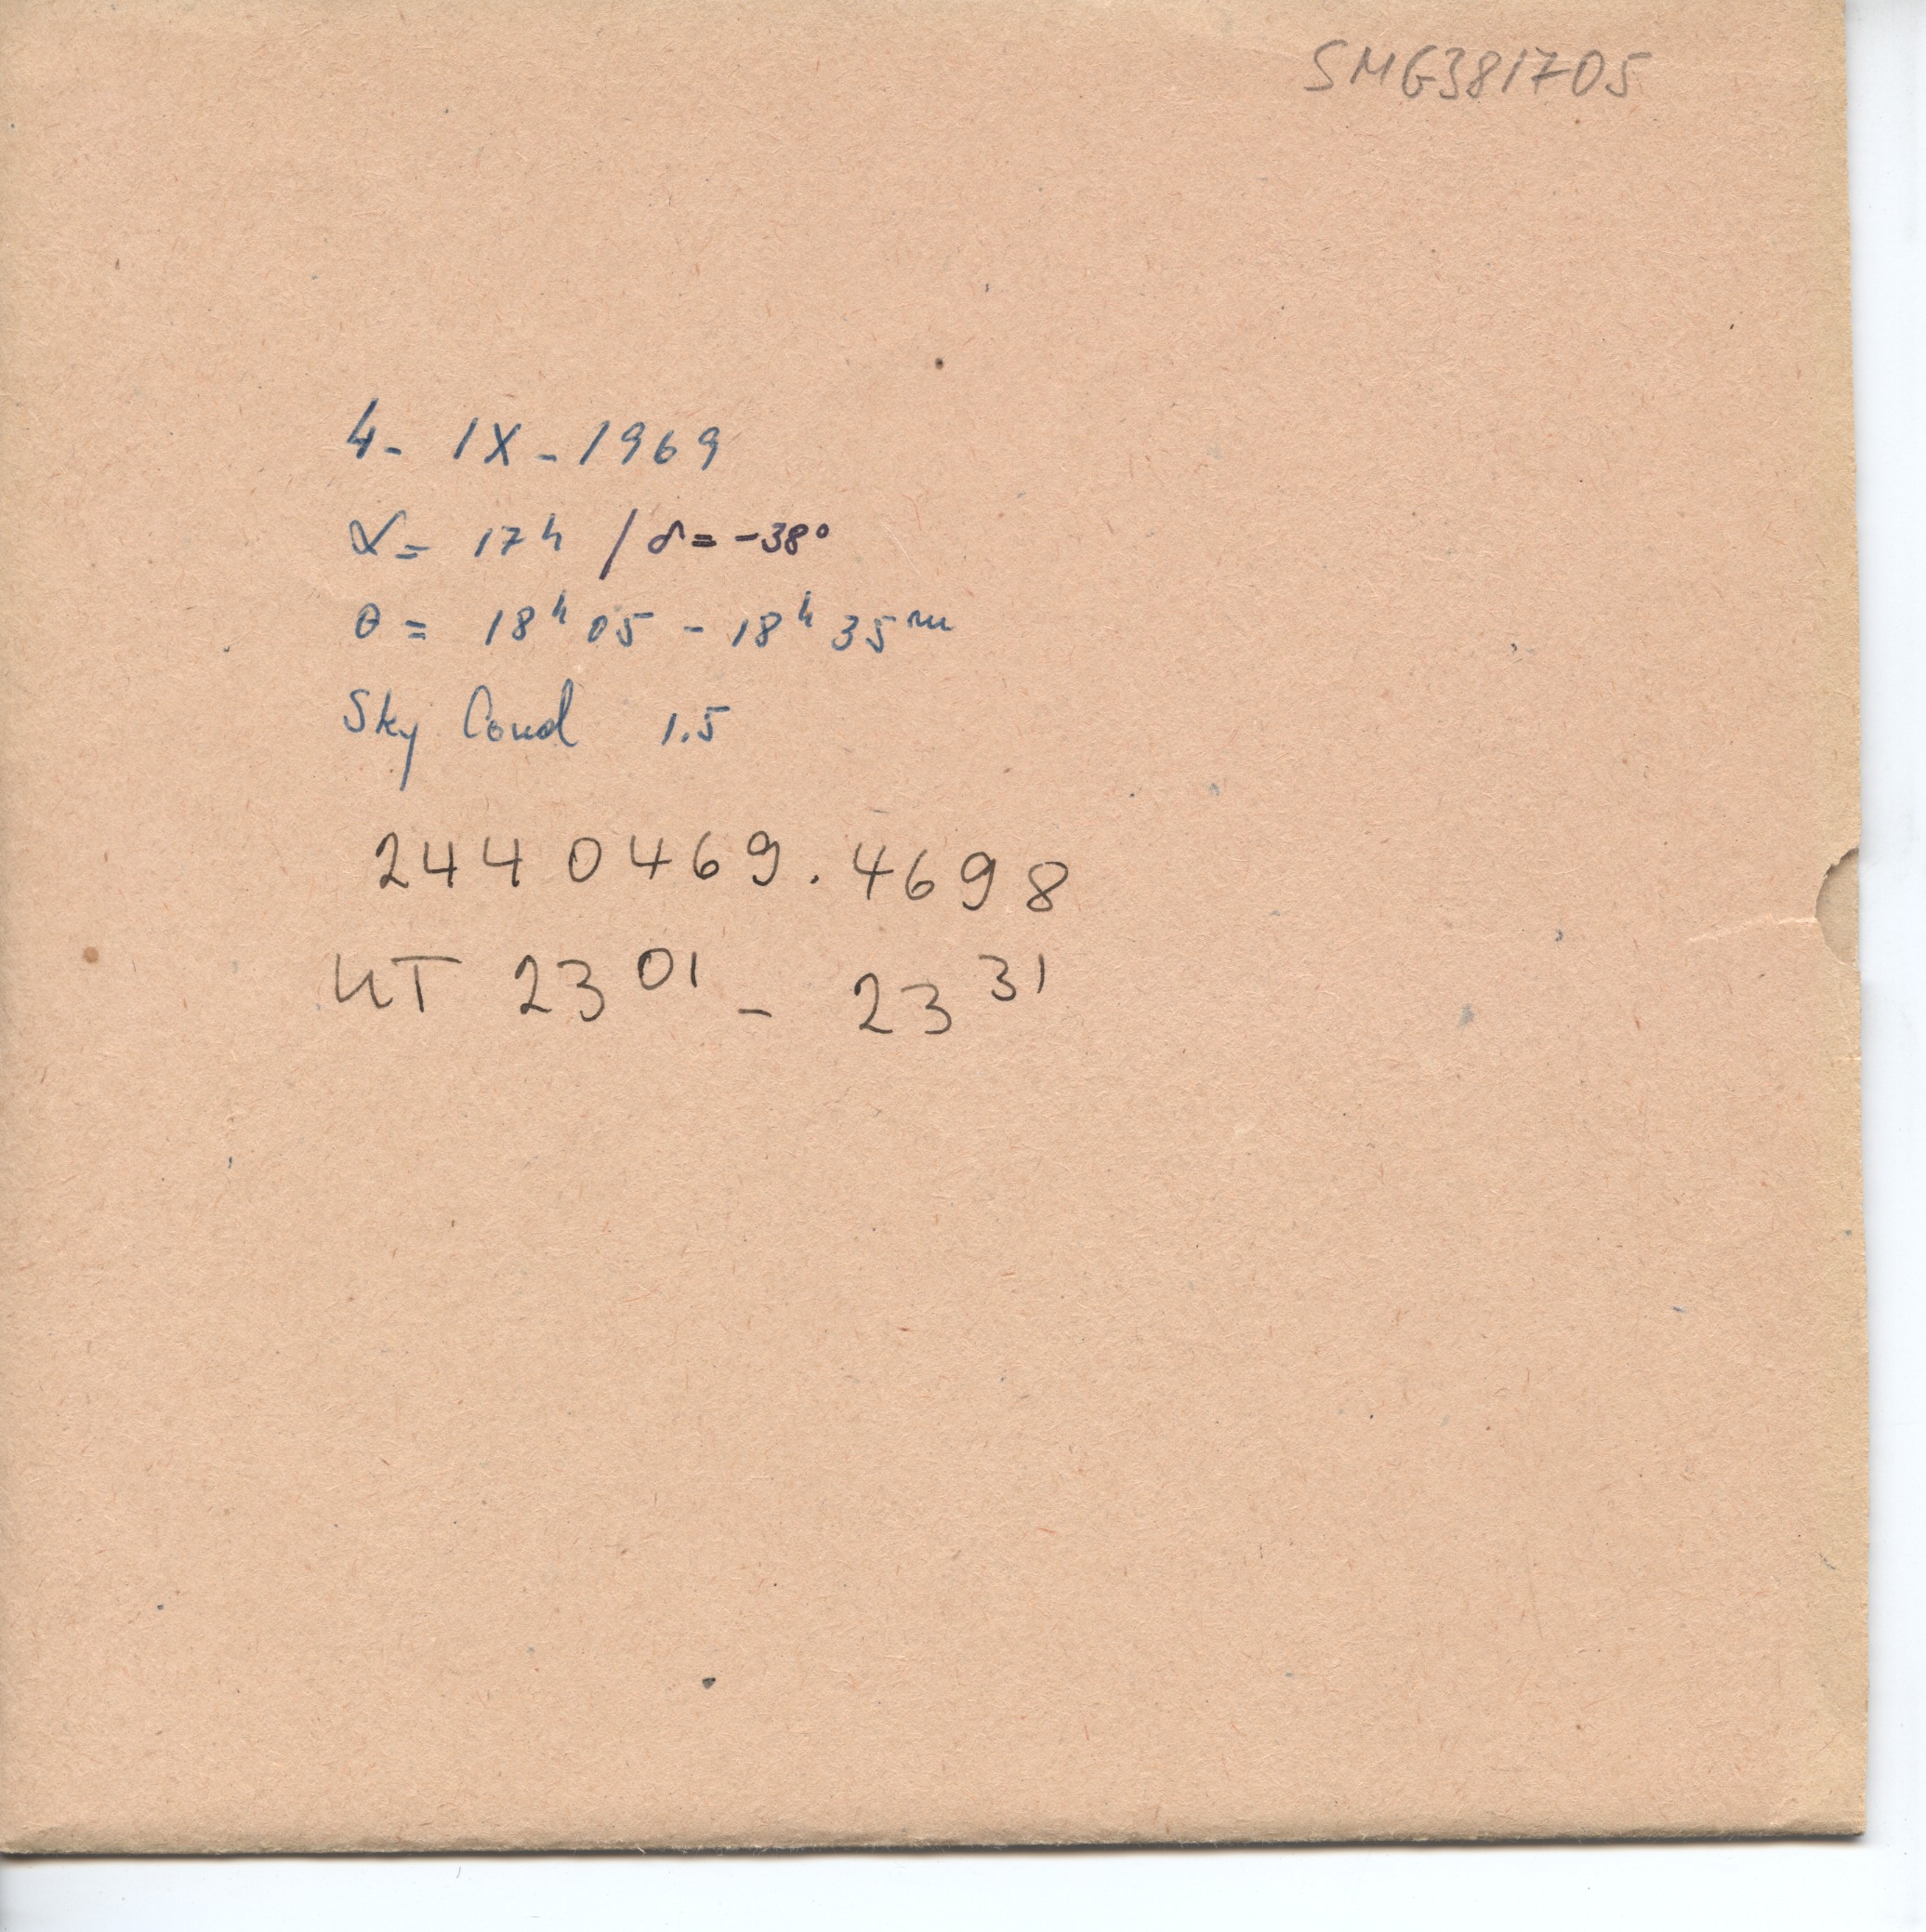 SMG381705
4- IX-1969
α= 17h / δ=-38°
θ= 18h 05 - 18h 35m
Sky Cond 1.5
2440469.4698
UT 23 01 - 23 31